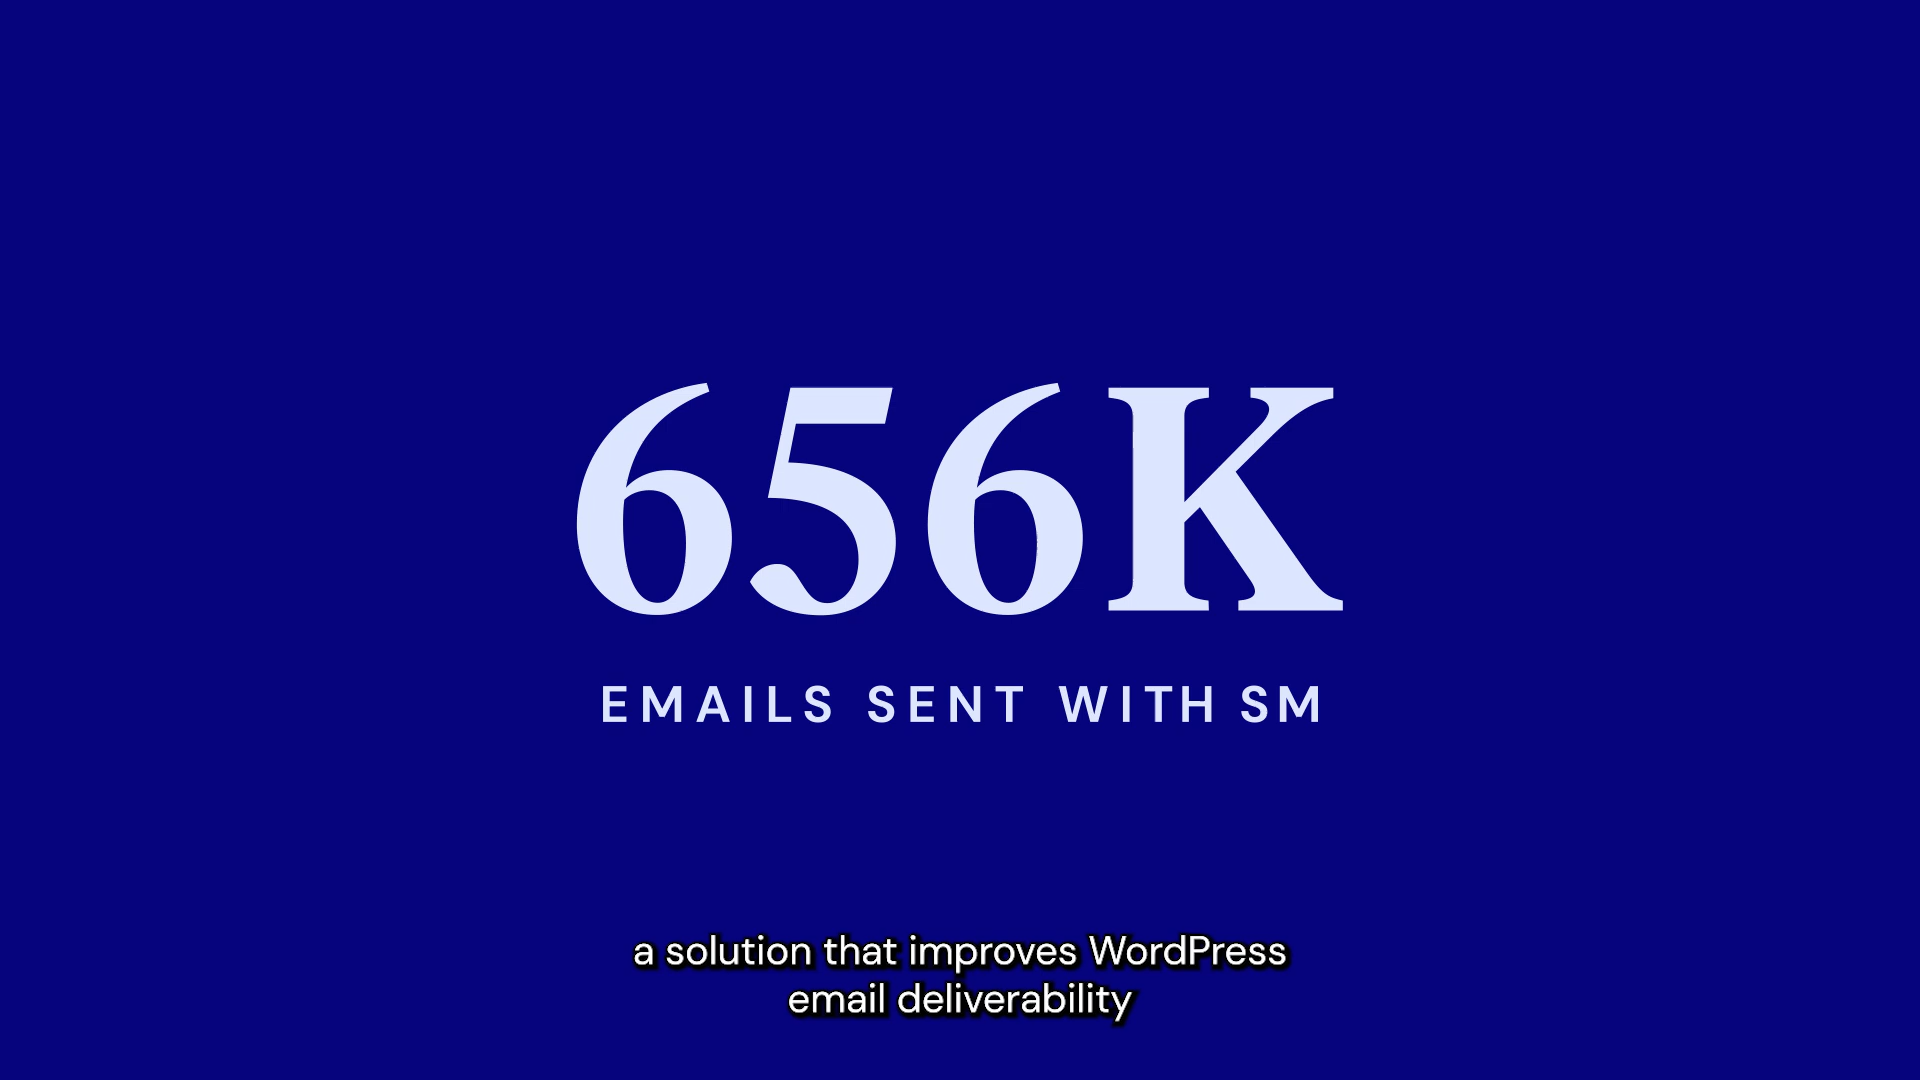 656K
EMAILS SENT WITH SM
a solution that improves WordPress
email deliverability